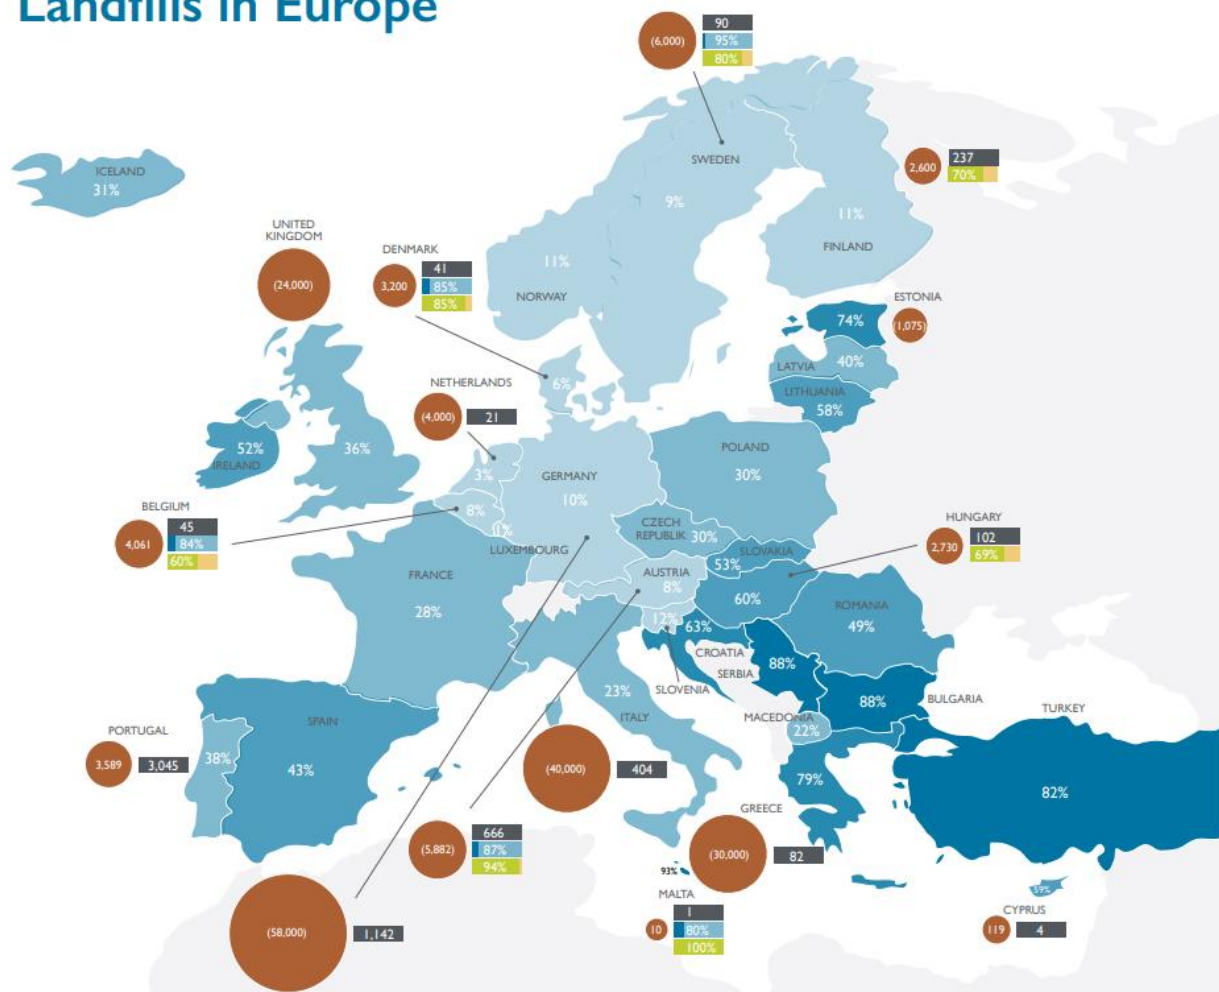 Landfills in Europe
(6,000)
90
95%
80%
ICELAND
31%
SWEDEN
9%
2,600
237
70%
11%
FINLAND
UNITED
KINGDOM
(24,000)
DENMARK
3,200
41
85%
85%
11%
NORWAY
ESTONIA
74%
(1,075)
LATVIA
40%
LITHUANIA
58%
6%
NETHERLANDS
(4,000)
21
52%
IRELAND
36%
3%
GERMANY
10%
POLAND
30%
BELGIUM
4,061
45
84%
60%
8%
LUXEMBOURG
CZECH
REPUBLIK
30%
HUNGARY
2,730
102
69%
SLOVAKIA
53%
FRANCE
28%
AUSTRIA
8%
60%
ROMANIA
49%
12%
63%
CROATIA
SERBIA
88%
SLOVENIA
23%
ITALY
88%
BULGARIA
MACEDONIA
22%
TURKEY
82%
PORTUGAL
3,589
3,045
38%
SPAIN
43%
(40,000)
404
79%
GREECE
(30,000)
82
(5,882)
666
87%
94%
93%
MALTA
10
1
80%
100%
59%
CYPRUS
119
4
(58,000)
1,142